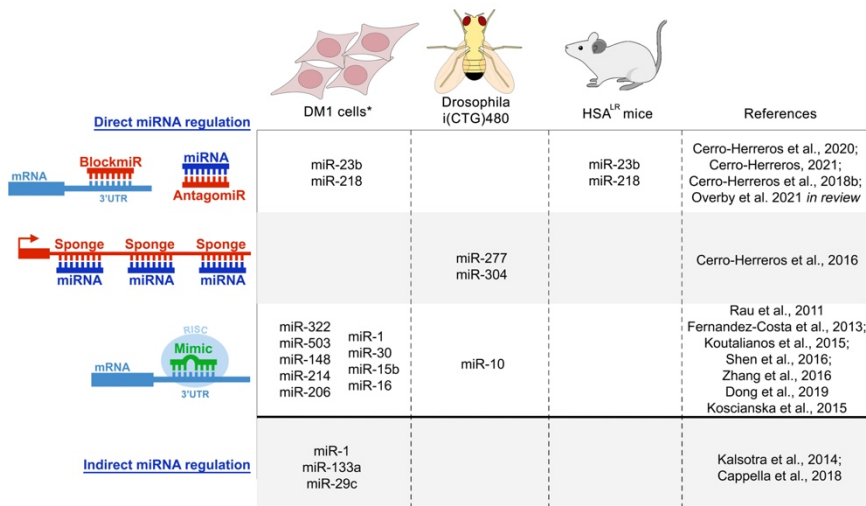 DM1 cells*
Drosophila
i(CTG)480
HSA^LR mice
References
Direct miRNA regulation
mRNA
BlockmiR
3'UTR
miRNA
AntagomiR
miR-23b
miR-218
miR-23b
miR-218
Cerro-Herreros et al., 2020;
Cerro-Herreros, 2021;
Cerro-Herreros et al., 2018b;
Overby et al. 2021 in review
Sponge Sponge Sponge
miRNA miRNA miRNA
miR-277
miR-304
Cerro-Herreros et al., 2016
mRNA
RISC
Mimic
3'UTR
miR-322
miR-503
miR-148
miR-214
miR-206
miR-1
miR-30
miR-15b
miR-16
miR-10
Rau et al., 2011
Fernandez-Costa et al., 2013;
Koutalianos et al., 2015;
Shen et al., 2016;
Zhang et al., 2016
Dong et al., 2019
Koscianska et al., 2015
Indirect miRNA regulation
miR-1
miR-133a
miR-29c
Kalsotra et al., 2014;
Cappella et al., 2018